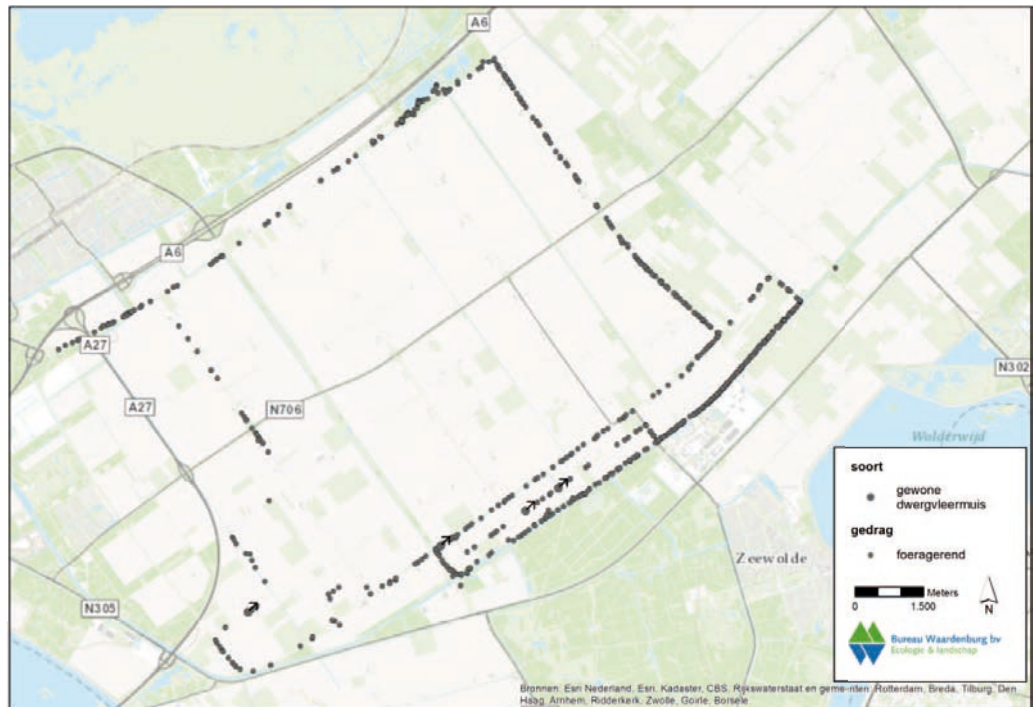 A6
A6
A27
A27
N706
N305
N302
Wolderwijd
Zeewolde
soort
gewone
dwergvleermuis
gedrag
foeragerend
Meters
0 1.500
N
Bureau Waardenburg bv
Ecologie & landschap
Bronnen: Esri Nederland, Esri, Kadaster, CBS, Rijkswaterstaat en gemeenten: Rotterdam, Breda, Tilburg, Den
Haag, Arnhem, Ridderkerk, Zwolle, Goirle, Borsele